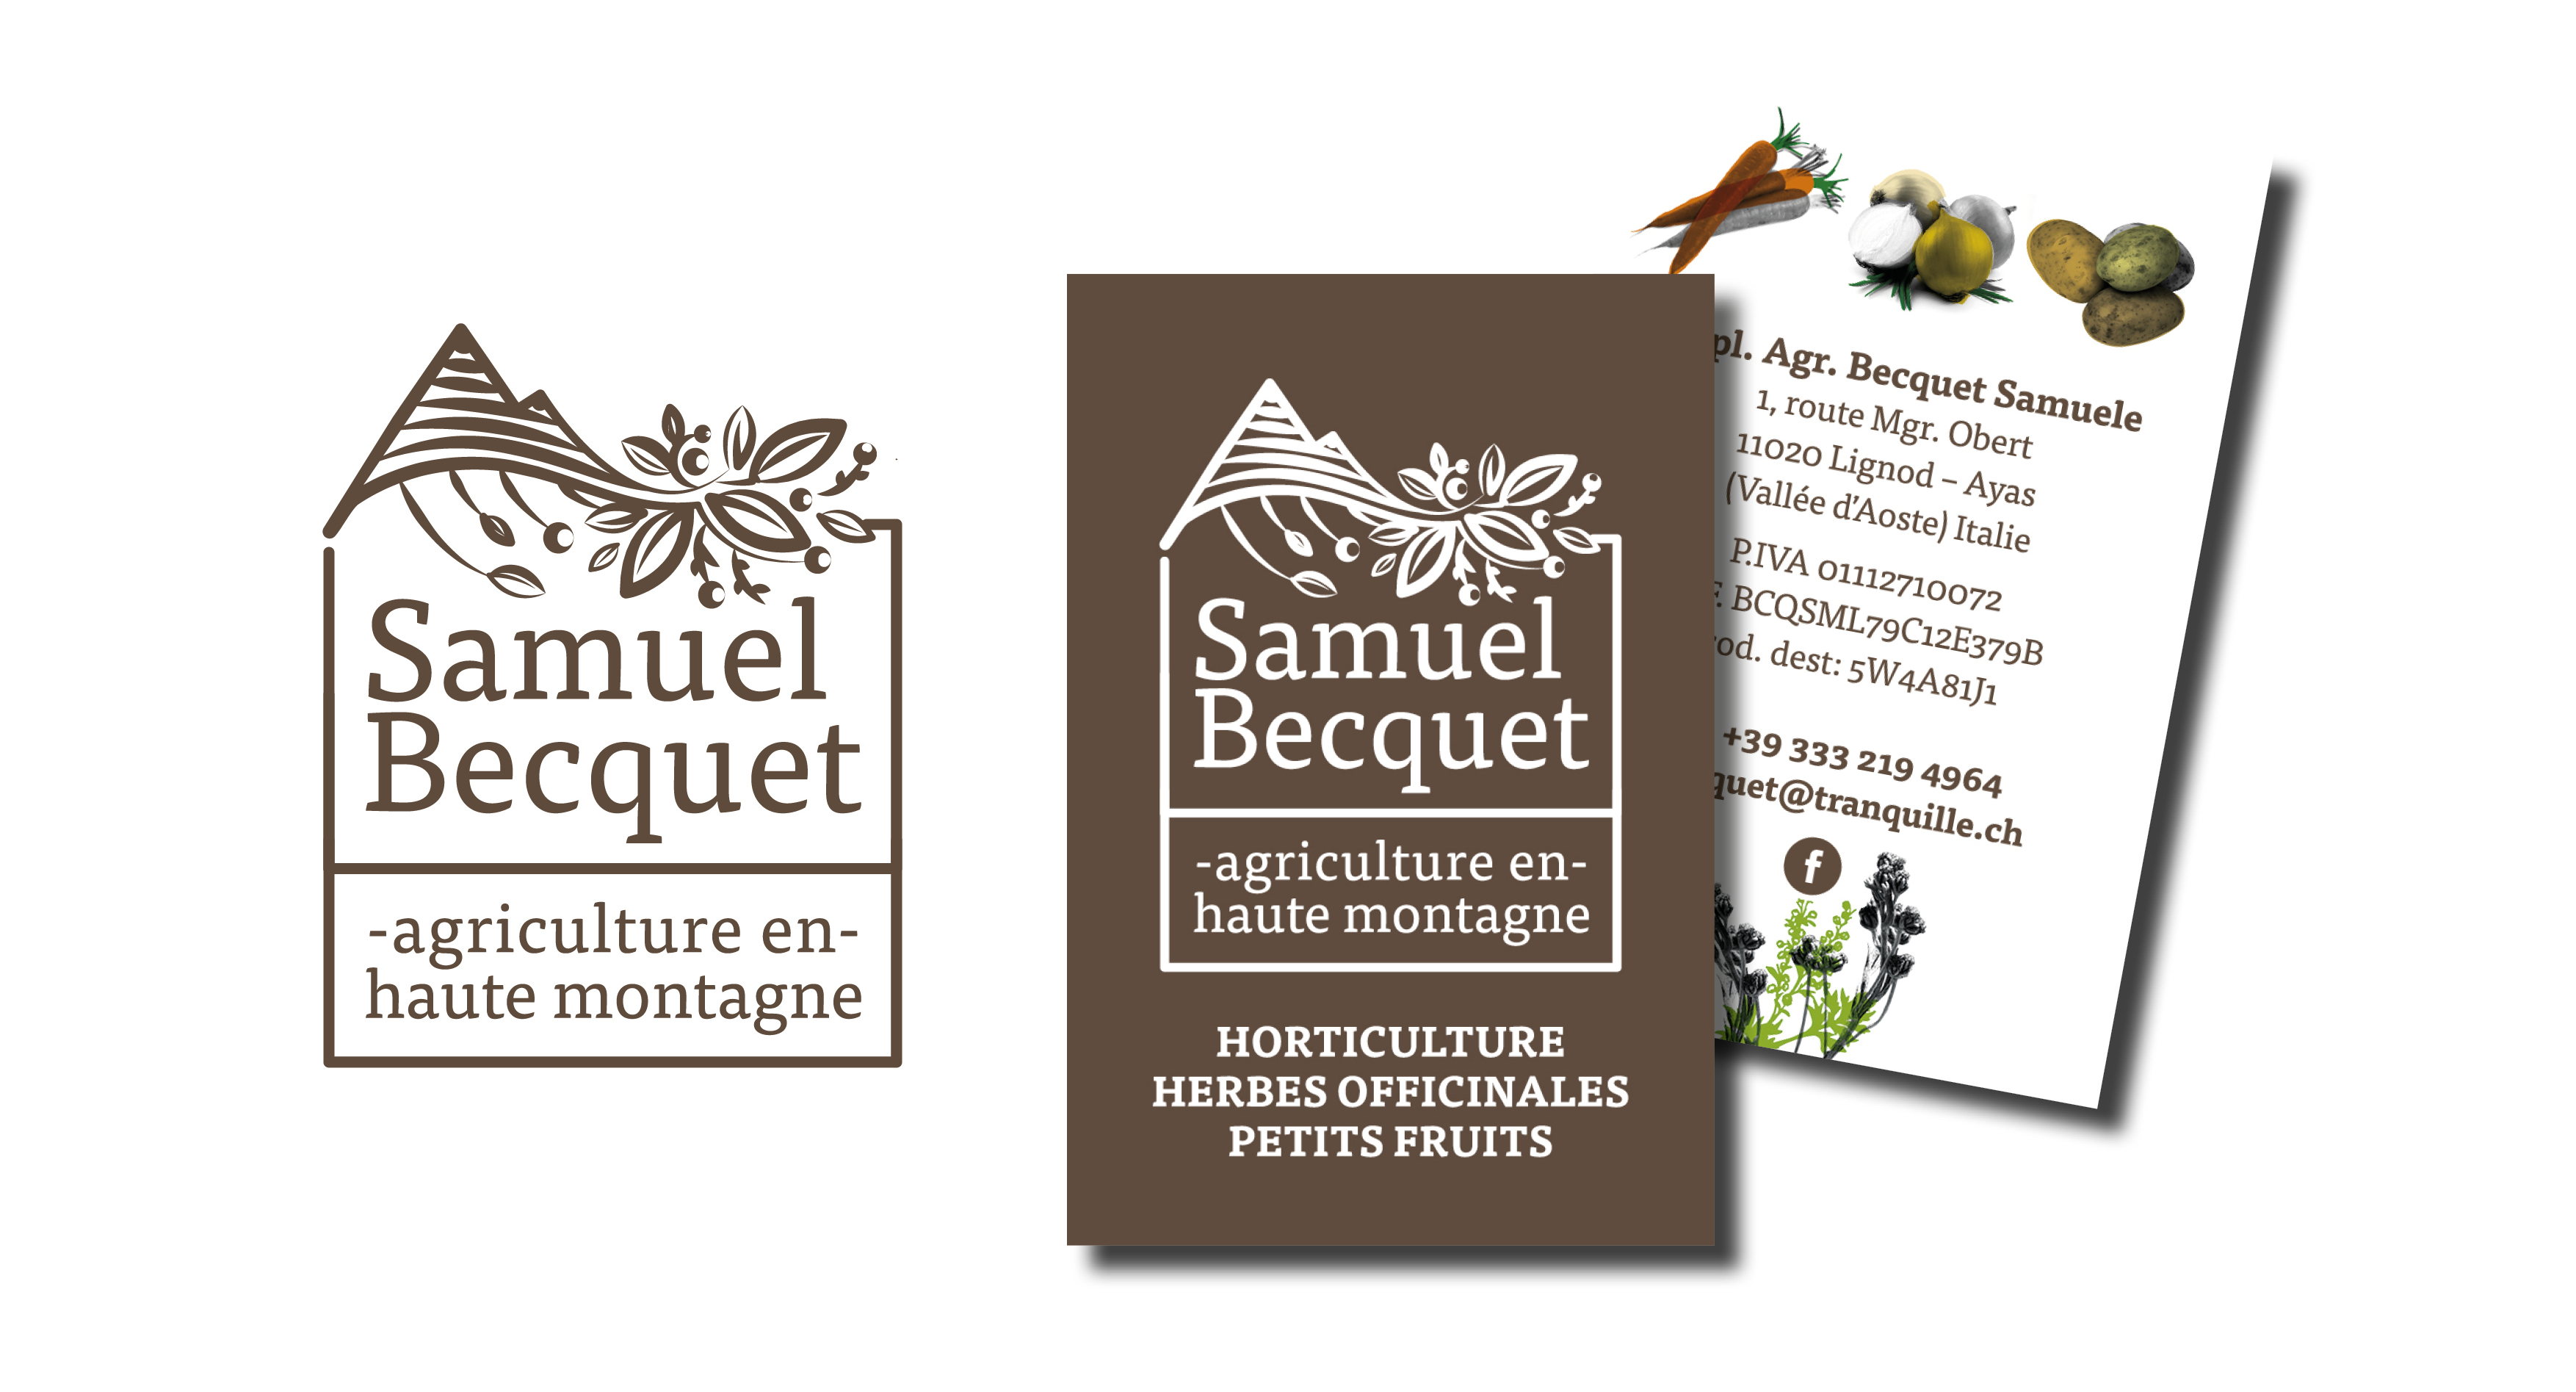 Samuel
Becquet
-agriculture en-
haute montagne
Samuel
Becquet
-agriculture en-
haute montagne
HORTICULTURE
HERBES OFFICINALES
PETITS FRUITS
Agr. Becquet Samuele
1, route Mgr. Obert
11020 Lignod – Ayas
(Vallée d'Aoste) Italie
P.IVA 01112710072
BCQSML79C12E379B
dest: 5W4A81J1
+39 333 219 4964
quet@tranquille.ch
f